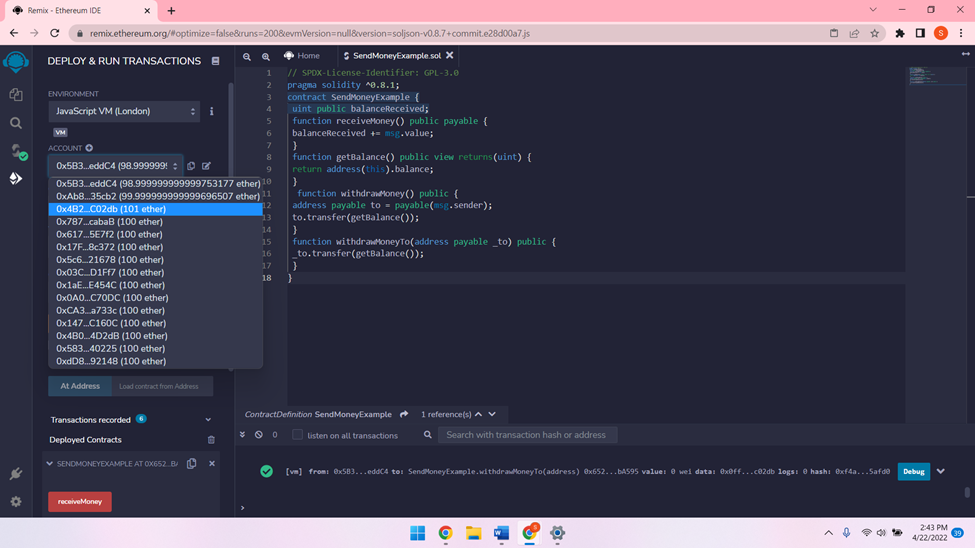 Remix - Ethereum IDE
remix.ethereum.org/#optimize=false&runs=200&evmVersion=null&version=soljson-v0.8.7+commit.e28d00a7.js
S
DEPLOY & RUN TRANSACTIONS
ENVIRONMENT
JavaScript VM (London)
VM
ACCOUNT
0x5B3...eddC4 (98.9999999
0x5B3...eddC4 (98.999999999999753177 ether)
0xAb8...35cb2 (99.999999999999696507 ether)
0x4B2...C02db (101 ether)
0x787...cabaB (100 ether)
0x617...5E7f2 (100 ether)
0x17F...8c372 (100 ether)
0x5c6...21678 (100 ether)
0x03C...D1Ff7 (100 ether)
0x1aE...E454C (100 ether)
0x0A0...C70DC (100 ether)
0xCA3...a733c (100 ether)
0x147...C160C (100 ether)
0x4B0...4D2dB (100 ether)
0x583...40225 (100 ether)
0xdD8...92148 (100 ether)
At Address
Load contract from Address
Transactions recorded 6
Deployed Contracts
SENDMONEYEXAMPLE AT 0X652...BA
receiveMoney
Home
SendMoneyExample.sol
1 // SPDX-License-Identifier: GPL-3.0
2 pragma solidity ^0.8.1;
3 contract SendMoneyExample {
4 uint public balanceReceived;
5 function receiveMoney() public payable {
6 balanceReceived += msg.value;
7 }
8 function getBalance() public view returns(uint) {
9 return address(this).balance;
10 }
11 function withdrawMoney() public {
12 address payable to = payable(msg.sender);
13 to.transfer(getBalance());
14 }
15 function withdrawMoneyTo(address payable _to) public {
16 _to.transfer(getBalance());
17 }
18 }
ContractDefinition SendMoneyExample 1 reference(s)
0 listen on all transactions
Search with transaction hash or address
[vm] from: 0x5B3...eddC4 to: SendMoneyExample.withdrawMoneyTo(address) 0x652...bA595 value: 0 wei data: 0x0ff...c02db logs: 0 hash: 0xf4a...5afd0
Debug
>
2:43 PM
4/22/2022
39